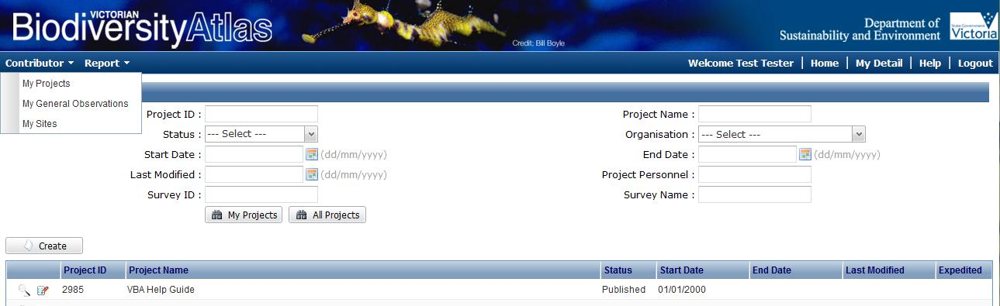 VICTORIAN
BiodiversityAtlas
Credit: Bill Boyle
Department of
Sustainability and Environment
State Government
Victoria
Contributor Report Welcome Test Tester | Home | My Detail | Help | Logout
My Projects
My General Observations
My Sites
Project ID : Project Name :
Status : --- Select --- Organisation : --- Select ---
Start Date : (dd/mm/yyyy) End Date : (dd/mm/yyyy)
Last Modified : (dd/mm/yyyy) Project Personnel :
Survey ID : Survey Name :
My Projects All Projects
Create
Project ID Project Name Status Start Date End Date Last Modified Expedited
2985 VBA Help Guide Published 01/01/2000